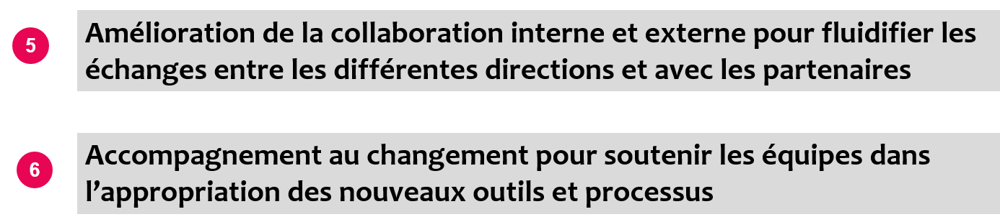 5
Amélioration de la collaboration interne et externe pour fluidifier les
échanges entre les différentes directions et avec les partenaires
6
Accompagnement au changement pour soutenir les équipes dans
l’appropriation des nouveaux outils et processus